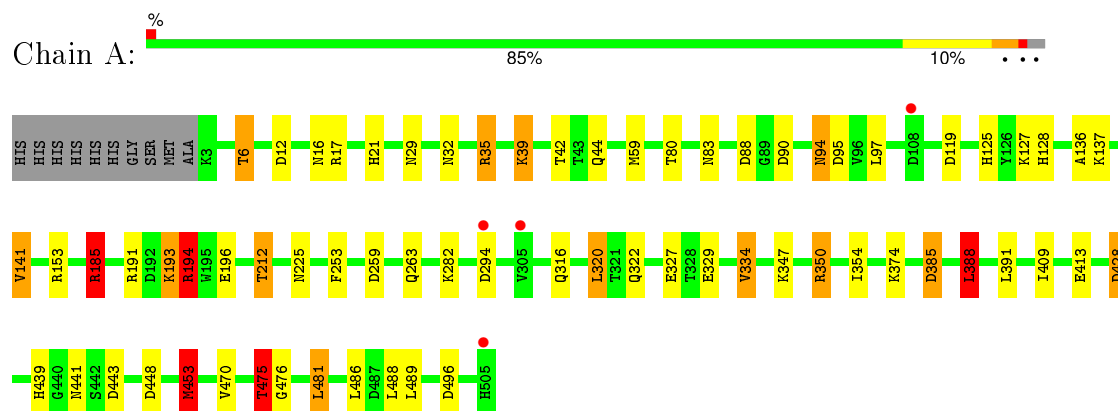 %
Chain A:
85% 10% • • •
HIS HIS HIS HIS HIS HIS GLY SER MET ALA K3 T6 D12 N16 R17 H21 N29 N32 R35 K39 T42 T43 Q44 M59 T80 N83 D88 G89 D90 N94 D95 V96 L97 D108 D119 H125 Y126 K127 H128 A136 K137
V141 R153 R185 R191 D192 K193 R194 W195 E196 T212 N225 F253 D259 Q263 K282 D294 V305 Q316 L320 T321 Q322 E327 T328 E329 V334 K347 R350 I354 K374 D385 L388 L391 I409 E413
H439 G440 N441 S442 D443 D448 M453 V470 T475 G476 L481 L486 D487 L488 L489 D496 H505